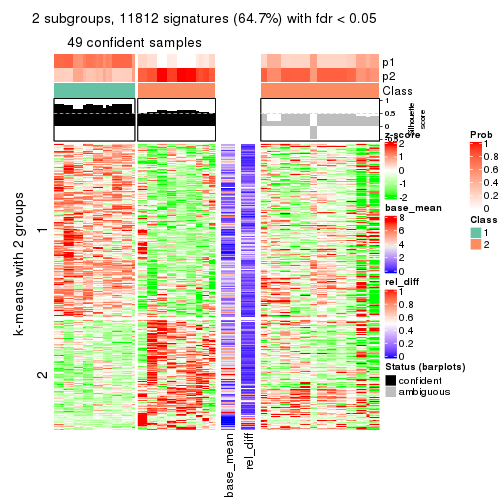 2 subgroups, 11812 signatures (64.7%) with fdr < 0.05
49 confident samples
p1
p2
Class
1
0.5
0
-0.5
Silhouette
score
k-means with 2 groups
1
2
base_mean
rel_diff
z-score
2
1
0
-1
-2
base_mean
8
6
4
2
0
rel_diff
1
0.8
0.6
0.4
0.2
0
Status (barplots)
confident
ambiguous
Prob
1
0.8
0.6
0.4
0.2
0
Class
1
2